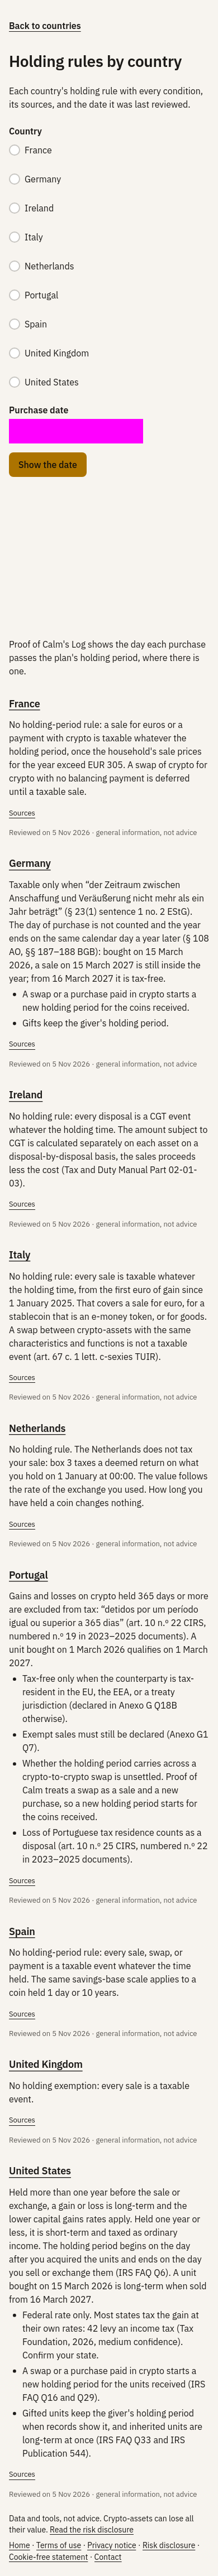 Back to countries
Holding rules by country
Each country's holding rule with every condition,
its sources, and the date it was last reviewed.
Country
France
Germany
Ireland
Italy
Netherlands
Portugal
Spain
United Kingdom
United States
Purchase date
Show the date
Proof of Calm's Log shows the day each purchase
passes the plan's holding period, where there is
one.
France
No holding-period rule: a sale for euros or a
payment with crypto is taxable whatever the
holding period, once the household's sale prices
for the year exceed EUR 305. A swap of crypto for
crypto with no balancing payment is deferred
until a taxable sale.
Sources
Reviewed on 5 Nov 2026 · general information, not advice
Germany
Taxable only when “der Zeitraum zwischen
Anschaffung und Veräußerung nicht mehr als ein
Jahr beträgt” (§ 23(1) sentence 1 no. 2 EStG).
The day of purchase is not counted and the year
ends on the same calendar day a year later (§ 108
AO, §§ 187–188 BGB): bought on 15 March
2026, a sale on 15 March 2027 is still inside the
year; from 16 March 2027 it is tax-free.
• A swap or a purchase paid in crypto starts a
new holding period for the coins received.
• Gifts keep the giver's holding period.
Sources
Reviewed on 5 Nov 2026 · general information, not advice
Ireland
No holding rule: every disposal is a CGT event
whatever the holding time. The amount subject to
CGT is calculated separately on each asset on a
disposal-by-disposal basis, the sales proceeds
less the cost (Tax and Duty Manual Part 02-01-
03).
Sources
Reviewed on 5 Nov 2026 · general information, not advice
Italy
No holding rule: every sale is taxable whatever
the holding time, from the first euro of gain since
1 January 2025. That covers a sale for euro, for a
stablecoin that is an e-money token, or for goods.
A swap between crypto-assets with the same
characteristics and functions is not a taxable
event (art. 67 c. 1 lett. c-sexies TUIR).
Sources
Reviewed on 5 Nov 2026 · general information, not advice
Netherlands
No holding rule. The Netherlands does not tax
your sale: box 3 taxes a deemed return on what
you hold on 1 January at 00:00. The value follows
the rate of the exchange you used. How long you
have held a coin changes nothing.
Sources
Reviewed on 5 Nov 2026 · general information, not advice
Portugal
Gains and losses on crypto held 365 days or more
are excluded from tax: “detidos por um período
igual ou superior a 365 dias” (art. 10 n.º 22 CIRS,
numbered n.º 19 in 2023–2025 documents). A
unit bought on 1 March 2026 qualifies on 1 March
2027.
• Tax-free only when the counterparty is tax-
resident in the EU, the EEA, or a treaty
jurisdiction (declared in Anexo G Q18B
otherwise).
• Exempt sales must still be declared (Anexo G1
Q7).
• Whether the holding period carries across a
crypto-to-crypto swap is unsettled. Proof of
Calm treats a swap as a sale and a new
purchase, so a new holding period starts for
the coins received.
• Loss of Portuguese tax residence counts as a
disposal (art. 10 n.º 25 CIRS, numbered n.º 22
in 2023–2025 documents).
Sources
Reviewed on 5 Nov 2026 · general information, not advice
Spain
No holding-period rule: every sale, swap, or
payment is a taxable event whatever the time
held. The same savings-base scale applies to a
coin held 1 day or 10 years.
Sources
Reviewed on 5 Nov 2026 · general information, not advice
United Kingdom
No holding exemption: every sale is a taxable
event.
Sources
Reviewed on 5 Nov 2026 · general information, not advice
United States
Held more than one year before the sale or
exchange, a gain or loss is long-term and the
lower capital gains rates apply. Held one year or
less, it is short-term and taxed as ordinary
income. The holding period begins on the day
after you acquired the units and ends on the day
you sell or exchange them (IRS FAQ Q6). A unit
bought on 15 March 2026 is long-term when sold
from 16 March 2027.
• Federal rate only. Most states tax the gain at
their own rates: 42 levy an income tax (Tax
Foundation, 2026, medium confidence).
Confirm your state.
• A swap or a purchase paid in crypto starts a
new holding period for the units received (IRS
FAQ Q16 and Q29).
• Gifted units keep the giver's holding period
when records show it, and inherited units are
long-term at once (IRS FAQ Q33 and IRS
Publication 544).
Sources
Reviewed on 5 Nov 2026 · general information, not advice
Data and tools, not advice. Crypto-assets can lose all
their value. Read the risk disclosure
Home · Terms of use · Privacy notice · Risk disclosure ·
Cookie-free statement · Contact